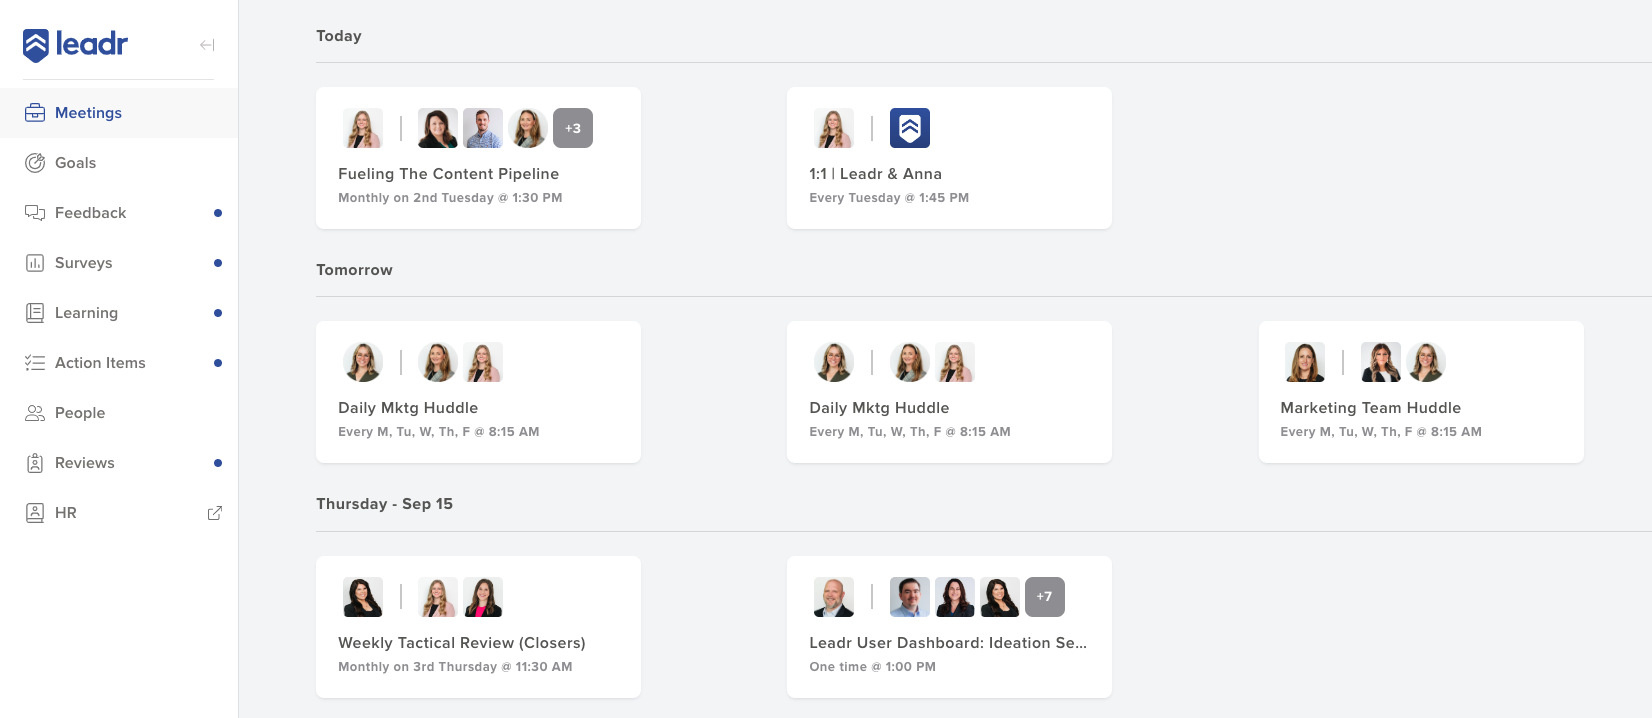 leadr
Meetings
Goals
Feedback
Surveys
Learning
Action Items
People
Reviews
HR
Today
+3
Fueling The Content Pipeline
Monthly on 2nd Tuesday @ 1:30 PM
1:1 | Leadr & Anna
Every Tuesday @ 1:45 PM
Tomorrow
Daily Mktg Huddle
Every M, Tu, W, Th, F @ 8:15 AM
Daily Mktg Huddle
Every M, Tu, W, Th, F @ 8:15 AM
Marketing Team Huddle
Every M, Tu, W, Th, F @ 8:15 AM
Thursday - Sep 15
Weekly Tactical Review (Closers)
Monthly on 3rd Thursday @ 11:30 AM
+7
Leadr User Dashboard: Ideation Se...
One time @ 1:00 PM